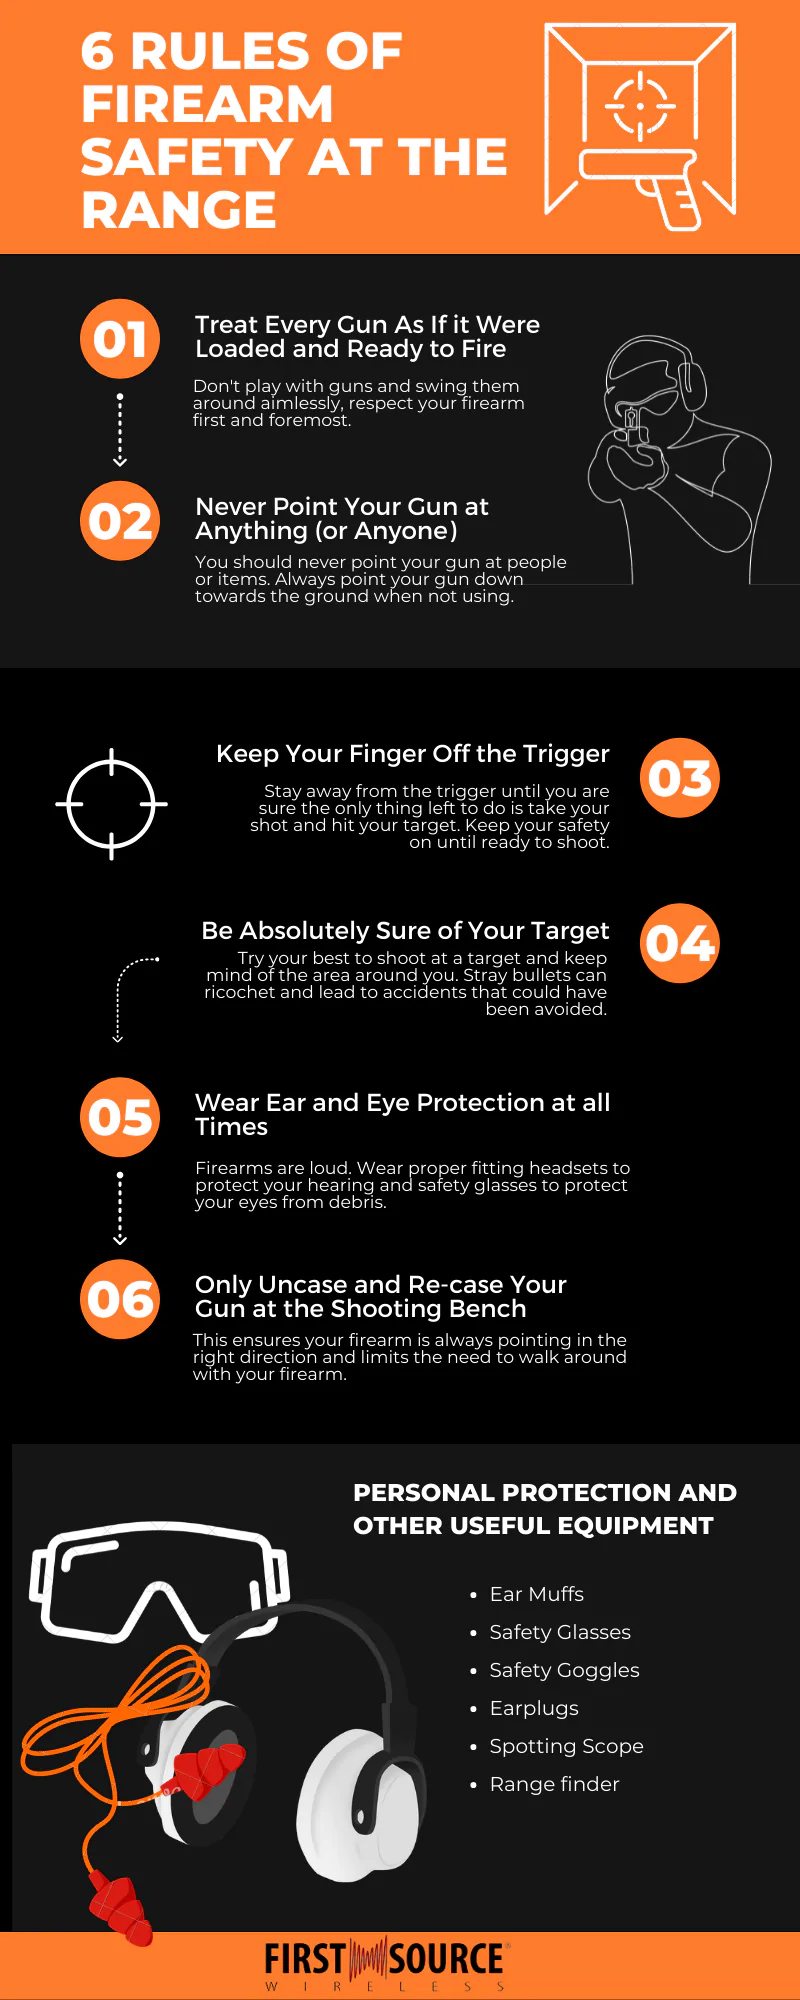 6 RULES OF
FIREARM
SAFETY AT THE
RANGE
01
Treat Every Gun As If it Were
Loaded and Ready to Fire
Don't play with guns and swing them
around aimlessly, respect your firearm
first and foremost.
02
Never Point Your Gun at
Anything (or Anyone)
You should never point your gun at people
or items. Always point your gun down
towards the ground when not using.
Keep Your Finger Off the Trigger
03
Stay away from the trigger until you are
sure the only thing left to do is take your
shot and hit your target. Keep your safety
on until ready to shoot.
Be Absolutely Sure of Your Target
04
Try your best to shoot at a target and keep
mind of the area around you. Stray bullets can
ricochet and lead to accidents that could have
been avoided.
05
Wear Ear and Eye Protection at all
Times
Firearms are loud. Wear proper fitting headsets to
protect your hearing and safety glasses to protect
your eyes from debris.
06
Only Uncase and Re-case Your
Gun at the Shooting Bench
This ensures your firearm is always pointing in the
right direction and limits the need to walk around
with your firearm.
PERSONAL PROTECTION AND
OTHER USEFUL EQUIPMENT
• Ear Muffs
• Safety Glasses
• Safety Goggles
• Earplugs
• Spotting Scope
• Range finder
FIRST SOURCE®
WIRELESS